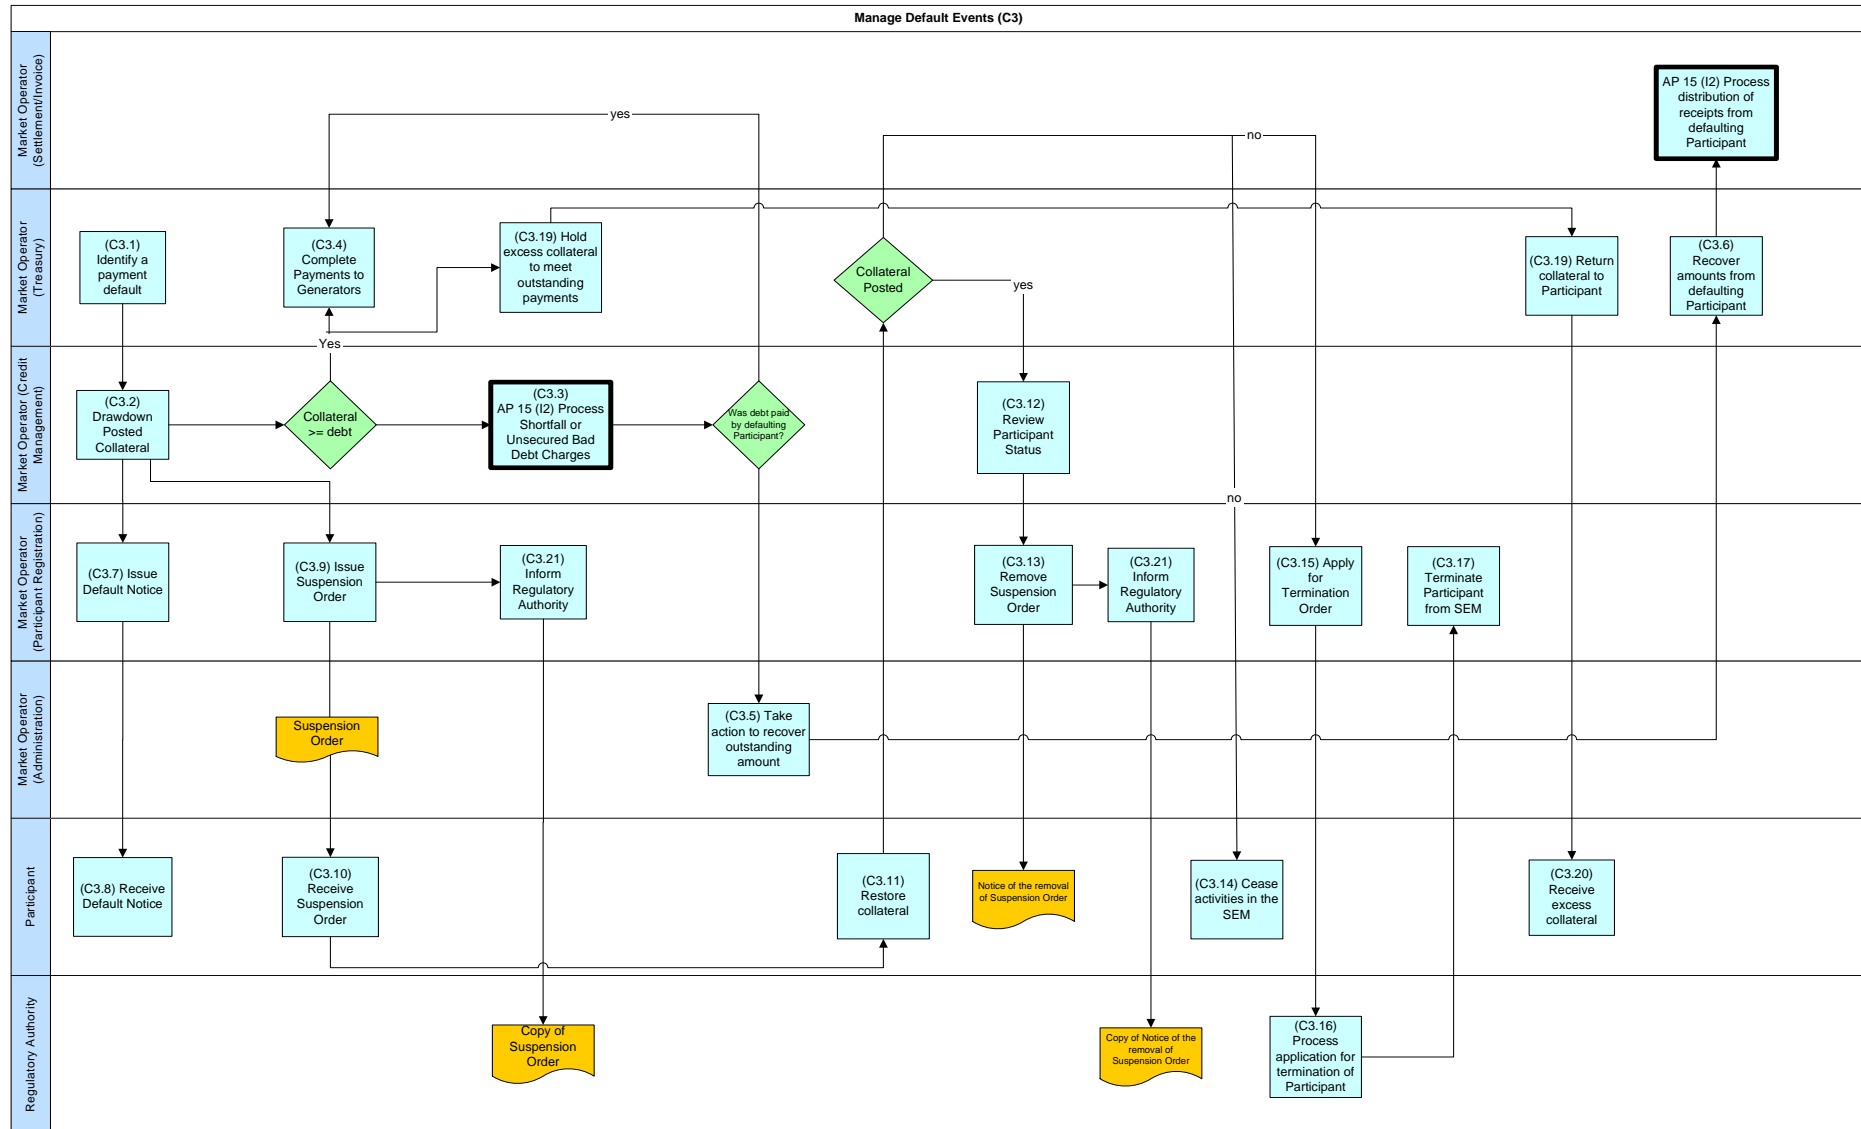 Manage Default Events (C3)
Market Operator
(Settlement/Invoice)
yes
no
AP 15 (I2) Process
distribution of
receipts from
defaulting
Participant
Market Operator
(Treasury)
(C3.1)
Identify a
payment
default
(C3.4)
Complete
Payments to
Generators
(C3.19) Hold
excess collateral
to meet
outstanding
payments
Collateral
Posted
yes
(C3.19) Return
collateral to
Participant
(C3.6)
Recover
amounts from
defaulting
Participant
Yes
Market Operator (Credit
Management)
(C3.2)
Drawdown
Posted
Collateral
Collateral
>= debt
(C3.3)
AP 15 (I2) Process
Shortfall or
Unsecured Bad
Debt Charges
Was debt paid
by defaulting
Participant?
(C3.12)
Review
Participant
Status
no
Market Operator
(Participant Registration)
(C3.7) Issue
Default Notice
(C3.9) Issue
Suspension
Order
(C3.21)
Inform
Regulatory
Authority
(C3.13)
Remove
Suspension
Order
(C3.21)
Inform
Regulatory
Authority
(C3.15) Apply
for
Termination
Order
(C3.17)
Terminate
Participant
from SEM
Market Operator
(Administration)
Suspension
Order
(C3.5) Take
action to recover
outstanding
amount
Participant
(C3.8) Receive
Default Notice
(C3.10)
Receive
Suspension
Order
(C3.11)
Restore
collateral
Notice of the removal
of Suspension Order
(C3.14) Cease
activities in the
SEM
(C3.20)
Receive
excess
collateral
Regulatory Authority
Copy of
Suspension
Order
Copy of Notice of the
removal of
Suspension Order
(C3.16)
Process
application for
termination of
Participant